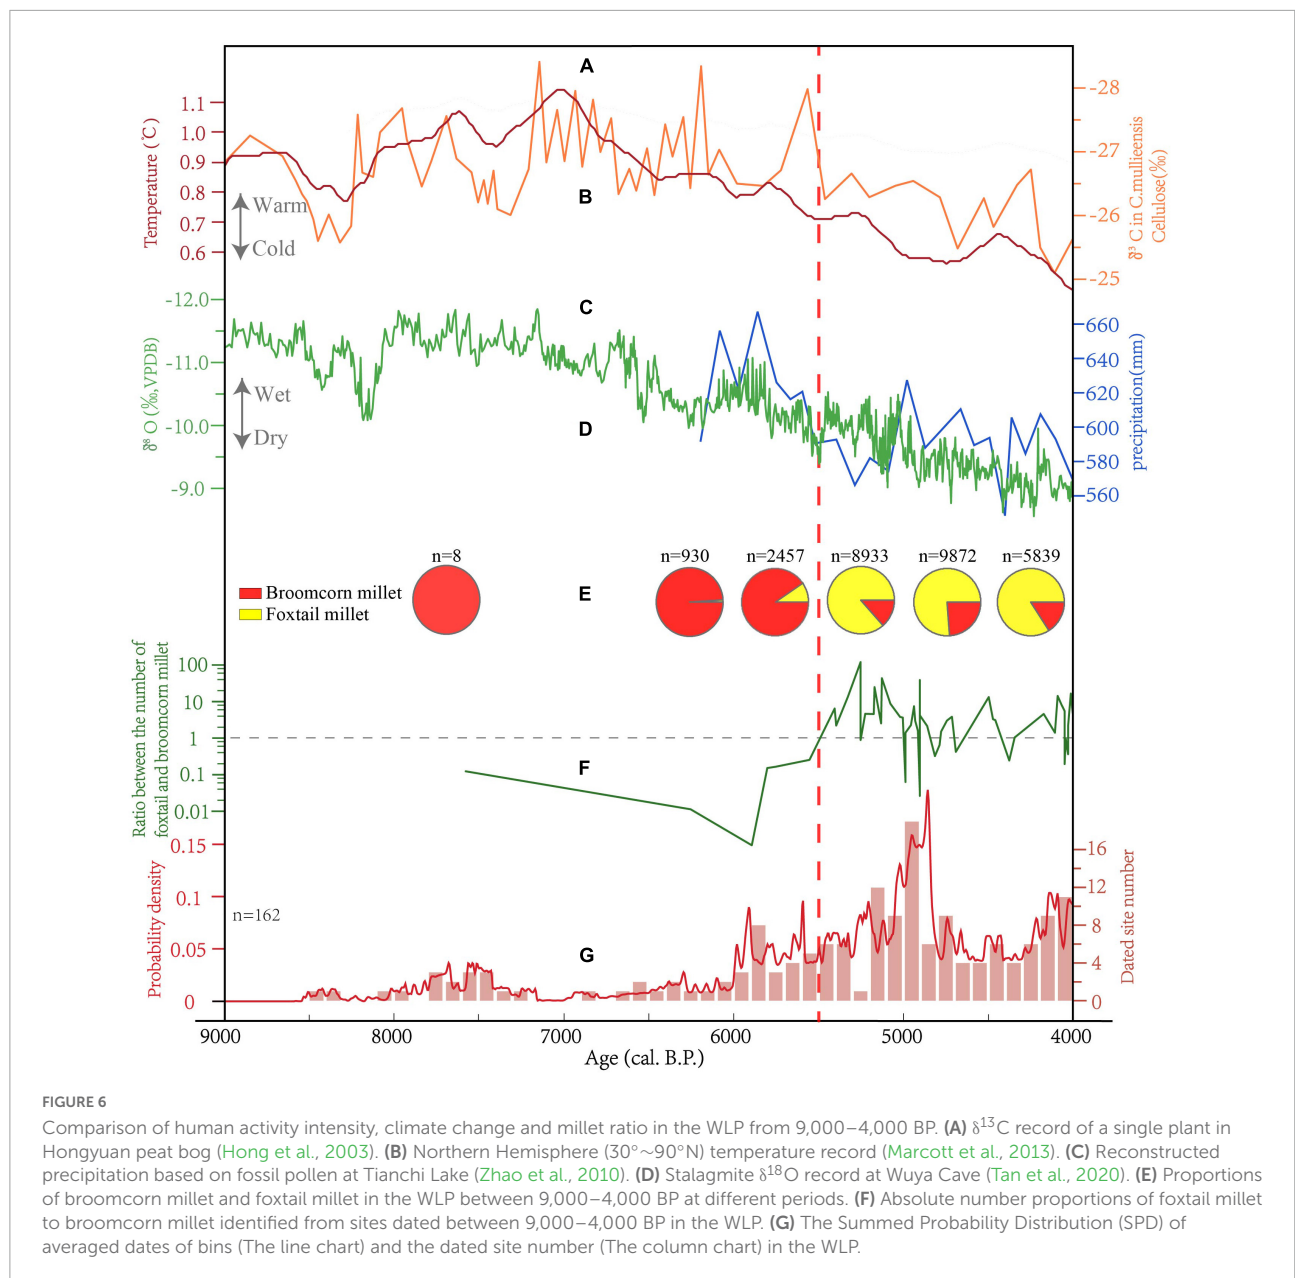 A
1.1
1.0
0.9
0.8
0.7
0.6
Temperature (℃)
Warm
Cold
B
-28
-27
-26
-25
δ³ C in C.mullieensis
Cellulose(‰)
-12.0
-11.0
-10.0
-9.0
δ⁸ O (‰,VPDB)
Wet
Dry
C
D
660
640
620
600
580
560
precipitation(mm)
n=8
n=930
n=2457
n=8933
n=9872
n=5839
Broomcorn millet
Foxtail millet
E
Ratio between the number of
foxtail and broomcorn millet
100
10
1
0.1
0.01
F
0.15
0.1
0.05
0
Probability density
n=162
G
16
12
8
4
0
Dated site number
9000
8000
7000
6000
5000
4000
Age (cal. B.P.)
FIGURE 6
Comparison of human activity intensity, climate change and millet ratio in the WLP from 9,000–4,000 BP. (A) δ¹³C record of a single plant in
Hongyuan peat bog (Hong et al., 2003). (B) Northern Hemisphere (30°∼90°N) temperature record (Marcott et al., 2013). (C) Reconstructed
precipitation based on fossil pollen at Tianchi Lake (Zhao et al., 2010). (D) Stalagmite δ¹⁸O record at Wuya Cave (Tan et al., 2020). (E) Proportions
of broomcorn millet and foxtail millet in the WLP between 9,000–4,000 BP at different periods. (F) Absolute number proportions of foxtail millet
to broomcorn millet identified from sites dated between 9,000–4,000 BP in the WLP. (G) The Summed Probability Distribution (SPD) of
averaged dates of bins (The line chart) and the dated site number (The column chart) in the WLP.